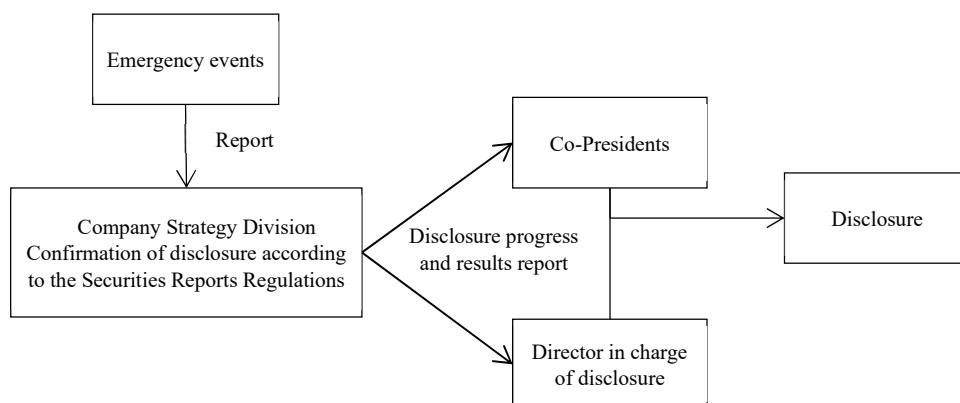 Emergency events
Report
Company Strategy Division
Confirmation of disclosure according
to the Securities Reports Regulations
Co-Presidents
Disclosure progress
and results report
Director in charge
of disclosure
Disclosure